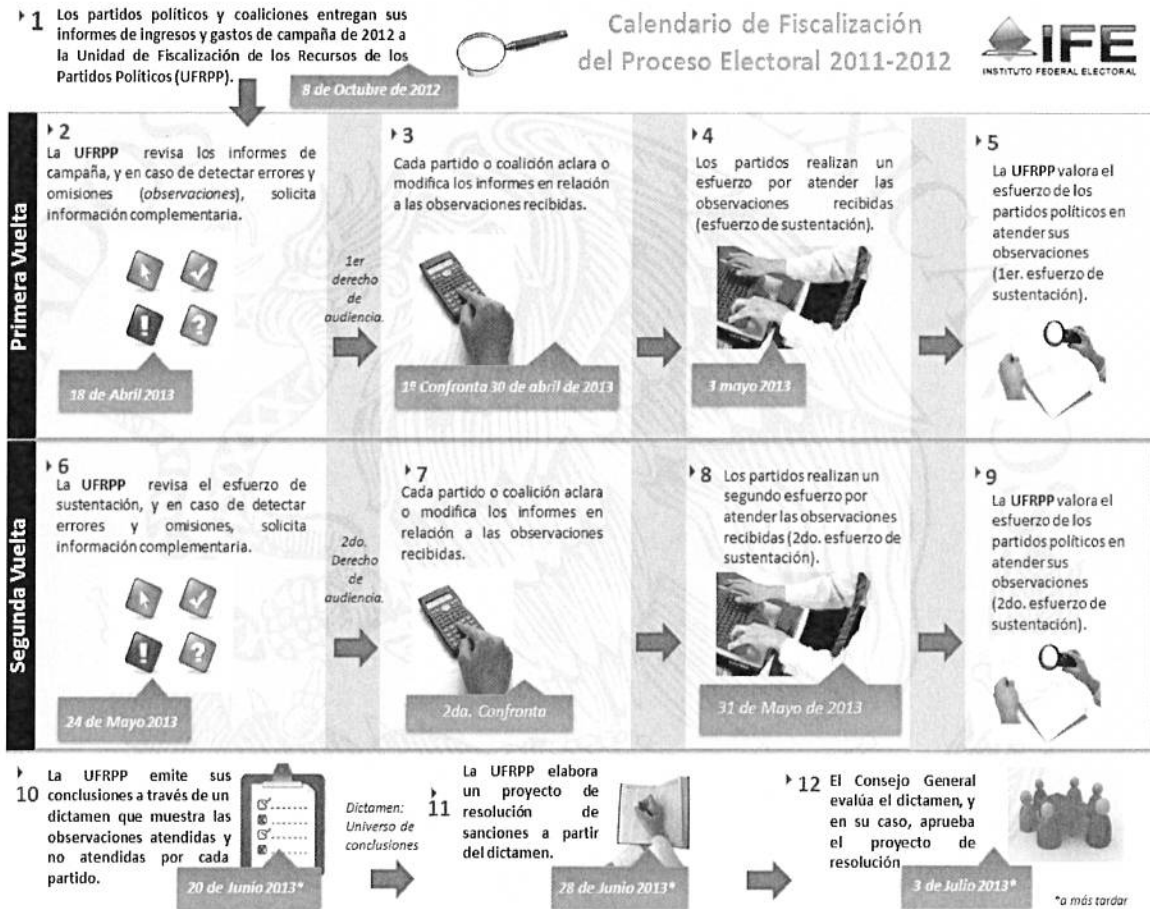 1 Los partidos políticos y coaliciones entregan sus
informes de ingresos y gastos de campaña de 2012 a
la Unidad de Fiscalización de los Recursos de los
Partidos Políticos (UFRPP).
8 de Octubre de 2012
Calendario de Fiscalización
del Proceso Electoral 2011-2012
IFE
INSTITUTO FEDERAL ELECTORAL
Primera Vuelta
2
La UFRPP revisa los informes de
campaña, y en caso de detectar errores y
omisiones (observaciones), solicita
información complementaria.
18 de Abril 2013
1er
derecho
de
audiencia.
3
Cada partido o coalición aclara o
modifica los informes en relación
a las observaciones recibidas.
1ª Confronta 30 de abril de 2013
4
Los partidos realizan un
esfuerzo por atender las
observaciones recibidas
(esfuerzo de sustentación).
3 mayo 2013
5
La UFRPP valora el
esfuerzo de los
partidos políticos en
atender sus
observaciones
(1er. esfuerzo de
sustentación).
Segunda Vuelta
6
La UFRPP revisa el esfuerzo de
sustentación, y en caso de detectar
errores y omisiones, solicita
información complementaria.
24 de Mayo 2013
2do.
Derecho
de
audiencia.
7
Cada partido o coalición aclara
o modifica los informes en
relación a las observaciones
recibidas.
2da. Confronta
8 Los partidos realizan un
segundo esfuerzo por
atender las observaciones
recibidas (2do. esfuerzo de
sustentación).
31 de Mayo de 2013
9
La UFRPP valora el
esfuerzo de los
partidos políticos en
atender sus
observaciones
(2do. esfuerzo de
sustentación).
10 La UFRPP emite sus
conclusiones a través de un
dictamen que muestra las
observaciones atendidas y
no atendidas por cada
partido.
20 de Junio 2013*
Dictamen:
Universo de
conclusiones
11 La UFRPP elabora
un proyecto de
resolución de
sanciones a partir
del dictamen.
28 de Junio 2013*
12 El Consejo General
evalúa el dictamen, y
en su caso, aprueba
el proyecto de
resolución
3 de Julio 2013*
*a más tardar